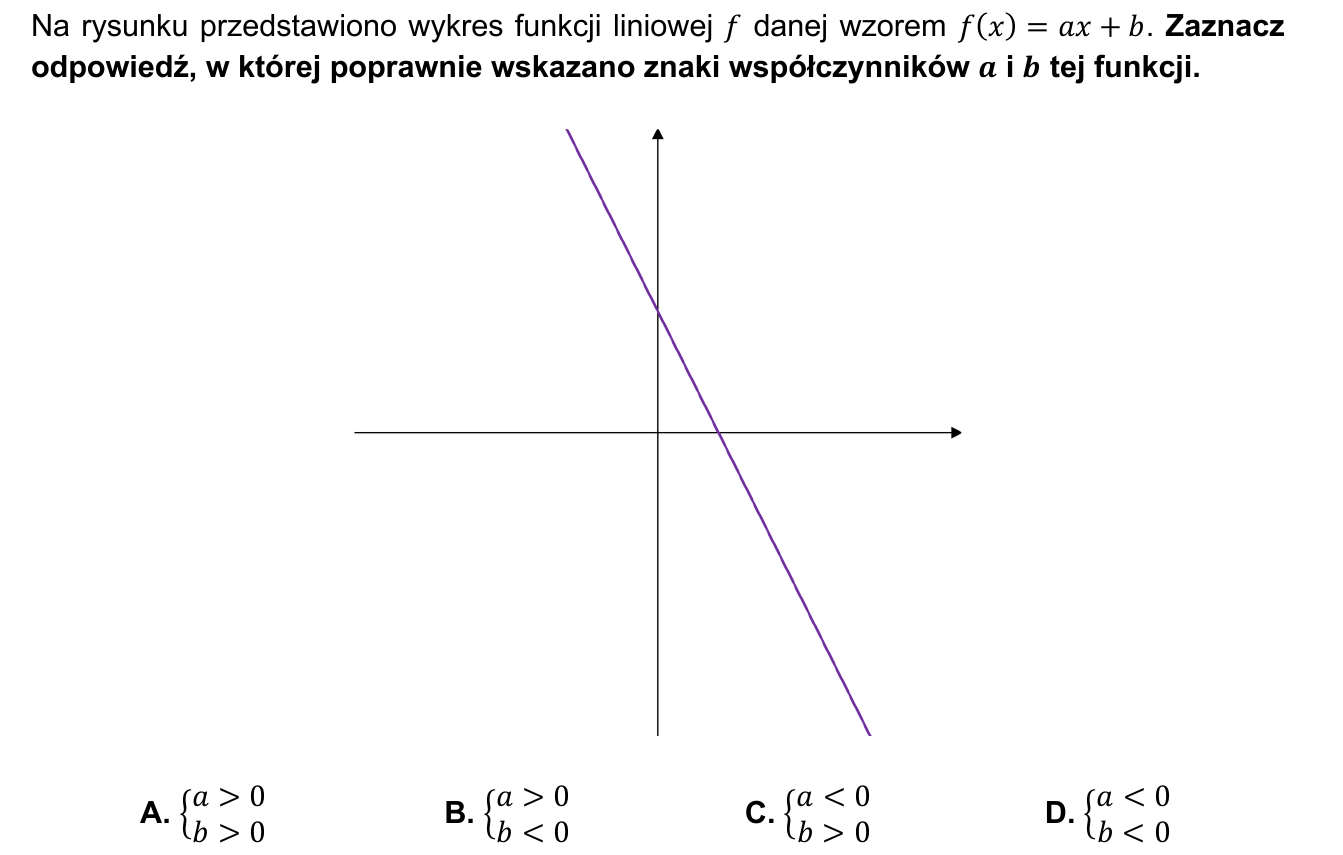 Na rysunku przedstawiono wykres funkcji liniowej f danej wzorem f(x) = ax + b. Zaznacz
odpowiedź, w której poprawnie wskazano znaki współczynników a i b tej funkcji.
A. {a > 0 B. {a > 0 C. {a < 0 D. {a < 0
b > 0 b < 0 b > 0 b < 0